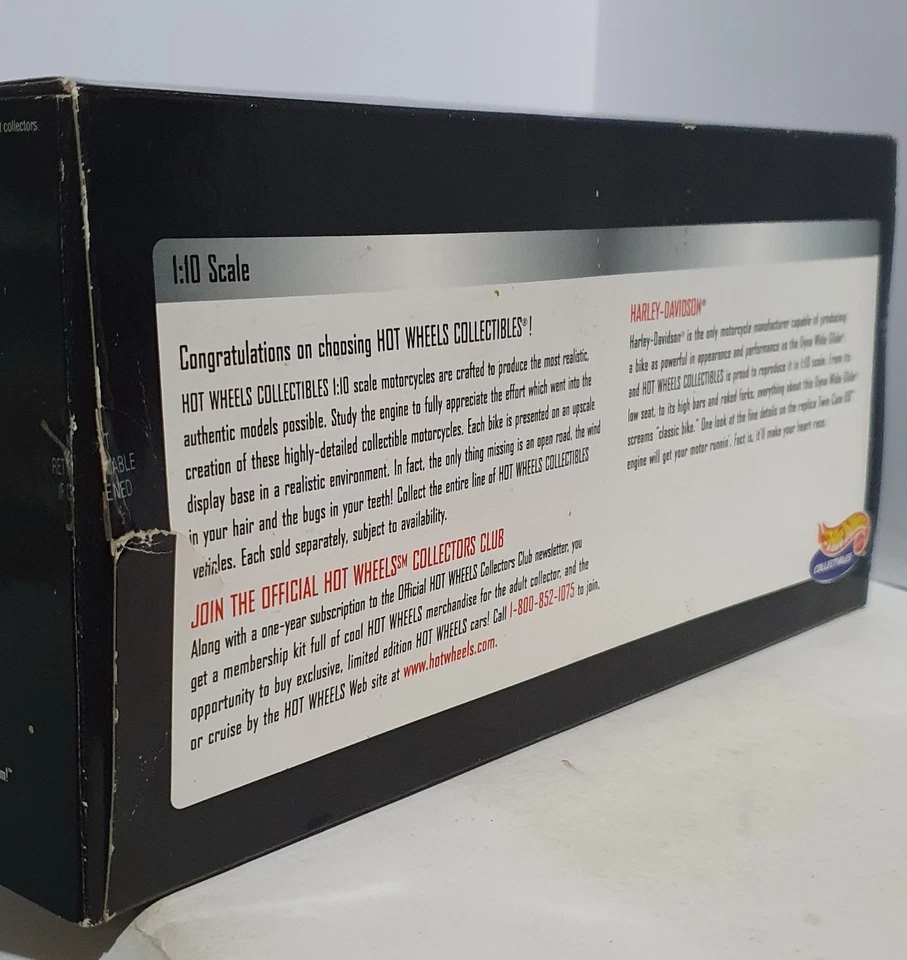 l collectors
1:10 Scale
Congratulations on choosing HOT WHEELS COLLECTIBLES®!
HOT WHEELS COLLECTIBLES 1:10 scale motorcycles are crafted to produce the most realistic,
authentic models possible. Study the engine to fully appreciate the effort which went into the
creation of these highly-detailed collectible motorcycles. Each bike is presented on an upscale
display base in a realistic environment. In fact, the only thing missing is an open road, the wind
in your hair and the bugs in your teeth! Collect the entire line of HOT WHEELS COLLECTIBLES
vehicles. Each sold separately, subject to availability.
JOIN THE OFFICIAL HOT WHEELS℠ COLLECTORS CLUB
Along with a one-year subscription to the Official HOT WHEELS Collectors Club newsletter, you
get a membership kit full of cool HOT WHEELS merchandise for the adult collector, and the
opportunity to buy exclusive, limited edition HOT WHEELS cars! Call 1-800-852-1075 to join,
or cruise by the HOT WHEELS Web site at www.hotwheels.com.
HARLEY-DAVIDSON®
Harley-Davidson® is the only motorcycle manufacturer capable of producing
a bike as powerful in appearance and performance as the Dyna Wide Glide®
and HOT WHEELS COLLECTIBLES is proud to reproduce it in 1:10 scale. From its
low seat, to its high bars and raked forks, everything about this Dyna Wide Glide®
screams "classic bike." One look at the fine details on the replica Twin Cam 88™
engine will get your motor runnin'. Fact is, it'll make your heart race.
Hot Wheels
COLLECTIBLES
ABLE
ENED
m!"